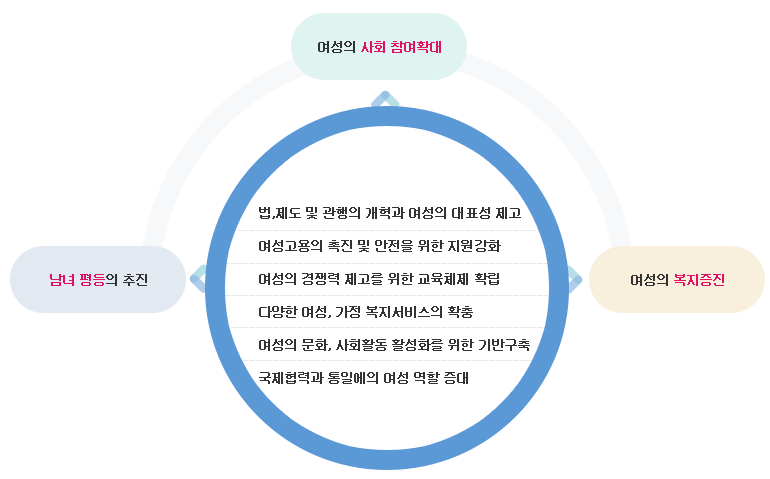 여성의 사회 참여확대
법,제도 및 관행의 개혁과 여성의 대표성 제고
여성고용의 촉진 및 안전을 위한 지원강화
남녀 평등의 추진
여성의 경쟁력 제고를 위한 교육체제 확립
여성의 복지증진
다양한 여성, 가정 복지서비스의 확충
여성의 문화, 사회활동 활성화를 위한 기반구축
국제협력과 통일에의 여성 역할 증대